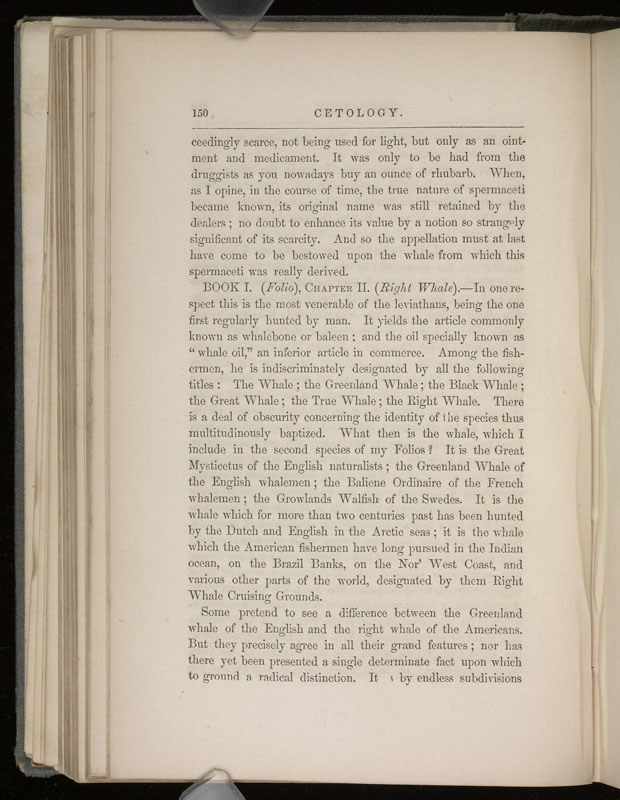 150 CETOLOGY.
ceedingly scarce, not being used for light, but only as an oint-
ment and medicament. It was only to be had from the
druggists as you nowadays buy an ounce of rhubarb. When,
as I opine, in the course of time, the true nature of spermaceti
became known, its original name was still retained by the
dealers; no doubt to enhance its value by a notion so strangely
significant of its scarcity. And so the appellation must at last
have come to be bestowed upon the whale from which this
spermaceti was really derived.
BOOK I. (Folio), CHAPTER II. (Right Whale).—In one re-
spect this is the most venerable of the leviathans, being the one
first regularly hunted by man. It yields the article commonly
known as whalebone or baleen; and the oil specially known as
"whale oil," an inferior article in commerce. Among the fish-
ermen, he is indiscriminately designated by all the following
titles: The Whale; the Greenland Whale; the Black Whale;
the Great Whale; the True Whale; the Right Whale. There
is a deal of obscurity concerning the identity of the species thus
multitudinously baptized. What then is the whale, which I
include in the second species of my Folios? It is the Great
Mysticetus of the English naturalists; the Greenland Whale of
the English whalemen; the Baliene Ordinaire of the French
whalemen; the Growlands Walfish of the Swedes. It is the
whale which for more than two centuries past has been hunted
by the Dutch and English in the Arctic seas; it is the whale
which the American fishermen have long pursued in the Indian
ocean, on the Brazil Banks, on the Nor' West Coast, and
various other parts of the world, designated by them Right
Whale Cruising Grounds.
Some pretend to see a difference between the Greenland
whale of the English and the right whale of the Americans.
But they precisely agree in all their grand features; nor has
there yet been presented a single determinate fact upon which
to ground a radical distinction. It by endless subdivisions